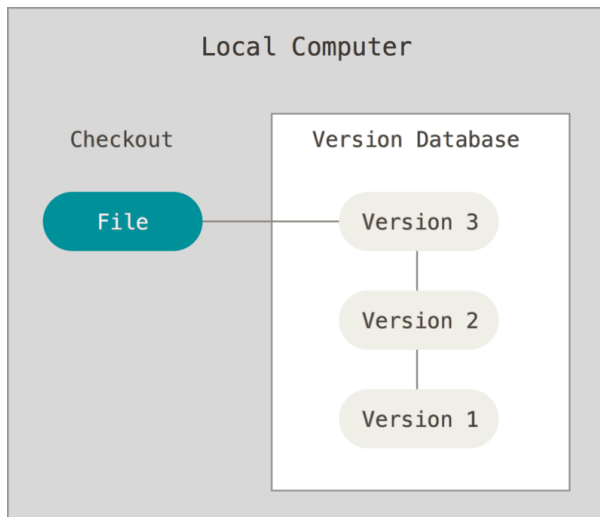 Local Computer
Checkout
Version Database
File
Version 3
Version 2
Version 1